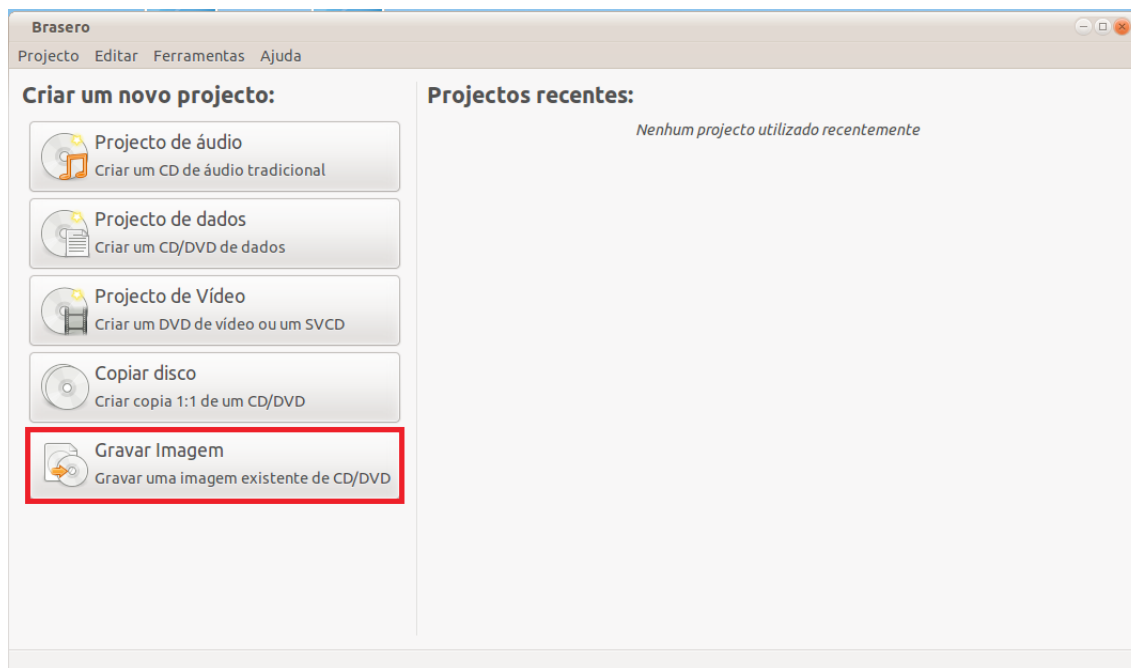 Brasero
Projecto Editar Ferramentas Ajuda
Criar um novo projecto:
Projecto de áudio
Criar um CD de áudio tradicional
Projecto de dados
Criar um CD/DVD de dados
Projecto de Vídeo
Criar um DVD de vídeo ou um SVCD
Copiar disco
Criar copia 1:1 de um CD/DVD
Gravar Imagem
Gravar uma imagem existente de CD/DVD
Projectos recentes:
Nenhum projecto utilizado recentemente